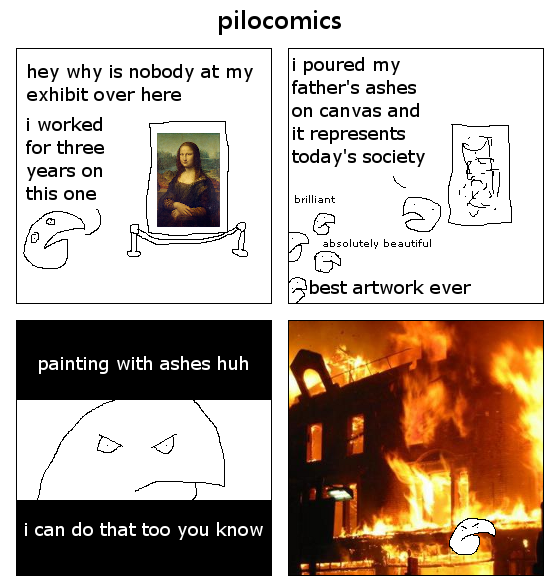 pilocomics
hey why is nobody at my
exhibit over here
i worked
for three
years on
this one
i poured my
father's ashes
on canvas and
it represents
today's society
brilliant
absolutely beautiful
best artwork ever
painting with ashes huh
i can do that too you know